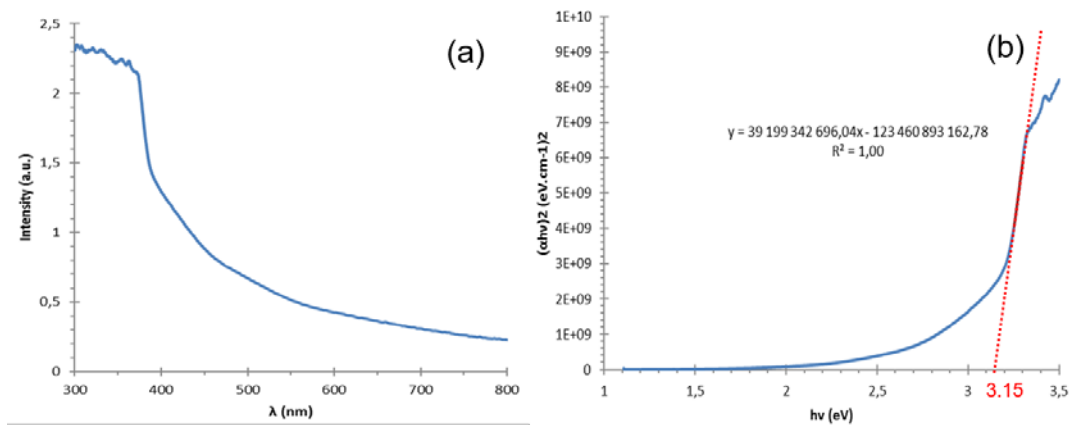 (a)
2,5
2
1,5
1
0,5
0
Intensity (a.u.)
300
400
500
600
700
800
λ (nm)
(b)
1E+10
9E+09
8E+09
7E+09
6E+09
5E+09
4E+09
3E+09
2E+09
1E+09
0
(αhν)2 (eV.cm-1)2
y = 39 199 342 696,04x - 123 460 893 162,78
R² = 1,00
1
1,5
2
2,5
3
3.15
3,5
hν (eV)